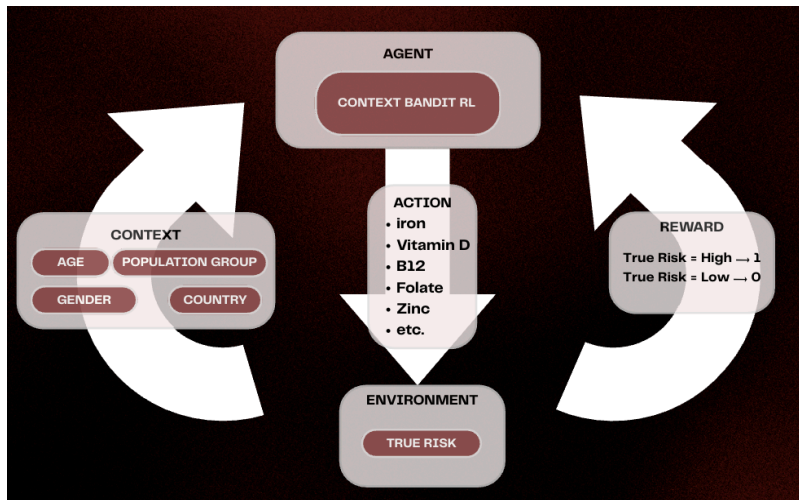 AGENT
CONTEXT BANDIT RL
ACTION
• iron
• Vitamin D
• B12
• Folate
• Zinc
• etc.
CONTEXT
AGE POPULATION GROUP
GENDER COUNTRY
REWARD
True Risk = High → 1
True Risk = Low → 0
ENVIRONMENT
TRUE RISK